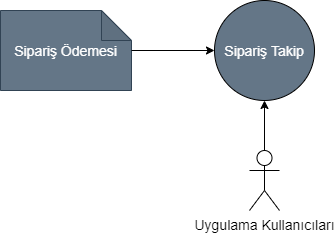 Sipariş Ödemesi
Sipariş Takip
Uygulama Kullanıcıları